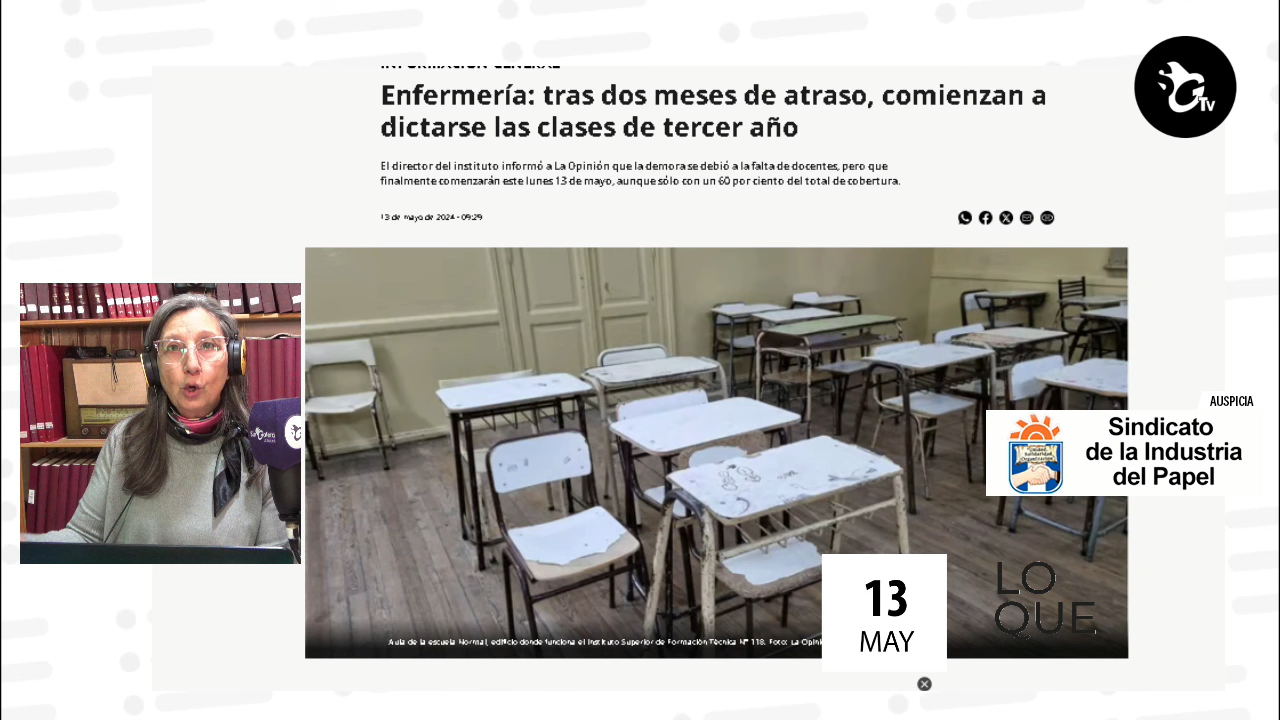 INFORMACIÓN GENERAL
Enfermería: tras dos meses de atraso, comienzan a
dictarse las clases de tercer año
El director del instituto informó a La Opinión que la demora se debió a la falta de docentes, pero que
finalmente comenzarán este lunes 13 de mayo, aunque sólo con un 60 por ciento del total de cobertura.
13 de mayo de 2024 - 09:29
G TV
AUSPICIA
Sindicato
de la Industria
del Papel
13
MAY
LO
QUE
Aula de la escuela Normal, edificio donde funciona el Instituto Superior de Formación Técnica Nº 118. Foto: La Opini